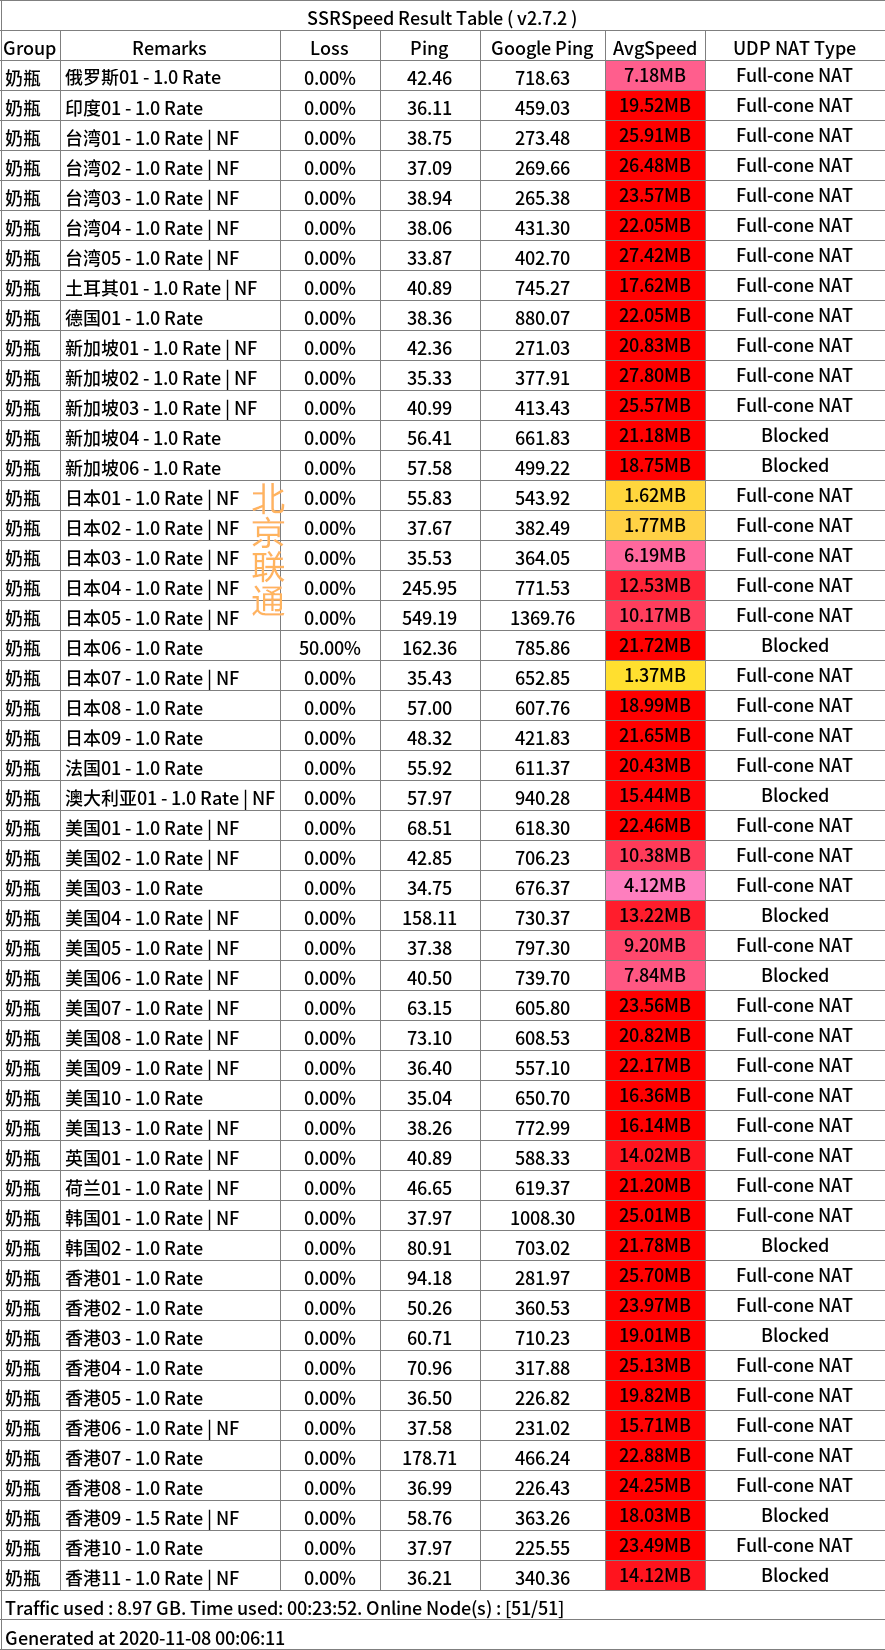 SSRSpeed Result Table ( v2.7.2 )
Group Remarks Loss Ping Google Ping AvgSpeed UDP NAT Type
奶瓶 俄罗斯01 - 1.0 Rate 0.00% 42.46 718.63 7.18MB Full-cone NAT
奶瓶 印度01 - 1.0 Rate 0.00% 36.11 459.03 19.52MB Full-cone NAT
奶瓶 台湾01 - 1.0 Rate | NF 0.00% 38.75 273.48 25.91MB Full-cone NAT
奶瓶 台湾02 - 1.0 Rate | NF 0.00% 37.09 269.66 26.48MB Full-cone NAT
奶瓶 台湾03 - 1.0 Rate | NF 0.00% 38.94 265.38 23.57MB Full-cone NAT
奶瓶 台湾04 - 1.0 Rate | NF 0.00% 38.06 431.30 22.05MB Full-cone NAT
奶瓶 台湾05 - 1.0 Rate | NF 0.00% 33.87 402.70 27.42MB Full-cone NAT
奶瓶 土耳其01 - 1.0 Rate | NF 0.00% 40.89 745.27 17.62MB Full-cone NAT
奶瓶 德国01 - 1.0 Rate 0.00% 38.36 880.07 22.05MB Full-cone NAT
奶瓶 新加坡01 - 1.0 Rate | NF 0.00% 42.36 271.03 20.83MB Full-cone NAT
奶瓶 新加坡02 - 1.0 Rate | NF 0.00% 35.33 377.91 27.80MB Full-cone NAT
奶瓶 新加坡03 - 1.0 Rate | NF 0.00% 40.99 413.43 25.57MB Full-cone NAT
奶瓶 新加坡04 - 1.0 Rate 0.00% 56.41 661.83 21.18MB Blocked
奶瓶 新加坡06 - 1.0 Rate 0.00% 57.58 499.22 18.75MB Blocked
奶瓶 日本01 - 1.0 Rate | NF 0.00% 55.83 543.92 1.62MB Full-cone NAT
奶瓶 日本02 - 1.0 Rate | NF 0.00% 37.67 382.49 1.77MB Full-cone NAT
奶瓶 日本03 - 1.0 Rate | NF 0.00% 35.53 364.05 6.19MB Full-cone NAT
奶瓶 日本04 - 1.0 Rate | NF 0.00% 245.95 771.53 12.53MB Full-cone NAT
奶瓶 日本05 - 1.0 Rate | NF 0.00% 549.19 1369.76 10.17MB Full-cone NAT
北京联通
奶瓶 日本06 - 1.0 Rate 50.00% 162.36 785.86 21.72MB Blocked
奶瓶 日本07 - 1.0 Rate | NF 0.00% 35.43 652.85 1.37MB Full-cone NAT
奶瓶 日本08 - 1.0 Rate 0.00% 57.00 607.76 18.99MB Full-cone NAT
奶瓶 日本09 - 1.0 Rate 0.00% 48.32 421.83 21.65MB Full-cone NAT
奶瓶 法国01 - 1.0 Rate 0.00% 55.92 611.37 20.43MB Full-cone NAT
奶瓶 澳大利亚01 - 1.0 Rate | NF 0.00% 57.97 940.28 15.44MB Blocked
奶瓶 美国01 - 1.0 Rate | NF 0.00% 68.51 618.30 22.46MB Full-cone NAT
奶瓶 美国02 - 1.0 Rate | NF 0.00% 42.85 706.23 10.38MB Full-cone NAT
奶瓶 美国03 - 1.0 Rate 0.00% 34.75 676.37 4.12MB Full-cone NAT
奶瓶 美国04 - 1.0 Rate | NF 0.00% 158.11 730.37 13.22MB Blocked
奶瓶 美国05 - 1.0 Rate | NF 0.00% 37.38 797.30 9.20MB Full-cone NAT
奶瓶 美国06 - 1.0 Rate | NF 0.00% 40.50 739.70 7.84MB Blocked
奶瓶 美国07 - 1.0 Rate | NF 0.00% 63.15 605.80 23.56MB Full-cone NAT
奶瓶 美国08 - 1.0 Rate | NF 0.00% 73.10 608.53 20.82MB Full-cone NAT
奶瓶 美国09 - 1.0 Rate | NF 0.00% 36.40 557.10 22.17MB Full-cone NAT
奶瓶 美国10 - 1.0 Rate 0.00% 35.04 650.70 16.36MB Full-cone NAT
奶瓶 美国13 - 1.0 Rate | NF 0.00% 38.26 772.99 16.14MB Full-cone NAT
奶瓶 英国01 - 1.0 Rate | NF 0.00% 40.89 588.33 14.02MB Full-cone NAT
奶瓶 荷兰01 - 1.0 Rate | NF 0.00% 46.65 619.37 21.20MB Full-cone NAT
奶瓶 韩国01 - 1.0 Rate | NF 0.00% 37.97 1008.30 25.01MB Full-cone NAT
奶瓶 韩国02 - 1.0 Rate 0.00% 80.91 703.02 21.78MB Blocked
奶瓶 香港01 - 1.0 Rate 0.00% 94.18 281.97 25.70MB Full-cone NAT
奶瓶 香港02 - 1.0 Rate 0.00% 50.26 360.53 23.97MB Full-cone NAT
奶瓶 香港03 - 1.0 Rate 0.00% 60.71 710.23 19.01MB Blocked
奶瓶 香港04 - 1.0 Rate 0.00% 70.96 317.88 25.13MB Full-cone NAT
奶瓶 香港05 - 1.0 Rate 0.00% 36.50 226.82 19.82MB Full-cone NAT
奶瓶 香港06 - 1.0 Rate | NF 0.00% 37.58 231.02 15.71MB Full-cone NAT
奶瓶 香港07 - 1.0 Rate 0.00% 178.71 466.24 22.88MB Full-cone NAT
奶瓶 香港08 - 1.0 Rate 0.00% 36.99 226.43 24.25MB Full-cone NAT
奶瓶 香港09 - 1.5 Rate | NF 0.00% 58.76 363.26 18.03MB Blocked
奶瓶 香港10 - 1.0 Rate 0.00% 37.97 225.55 23.49MB Full-cone NAT
奶瓶 香港11 - 1.0 Rate | NF 0.00% 36.21 340.36 14.12MB Blocked
Traffic used : 8.97 GB. Time used: 00:23:52. Online Node(s) : [51/51]
Generated at 2020-11-08 00:06:11